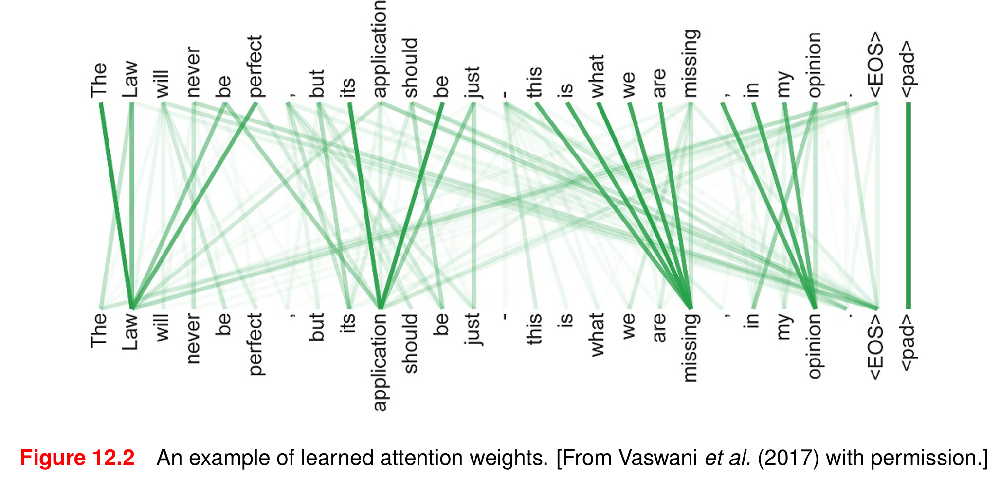 The Law will never be perfect , but its application should be just - this is what we are missing , in my opinion . <EOS> <pad>
The Law will never be perfect , but its application should be just - this is what we are missing , in my opinion . <EOS> <pad>
Figure 12.2 An example of learned attention weights. [From Vaswani et al. (2017) with permission.]